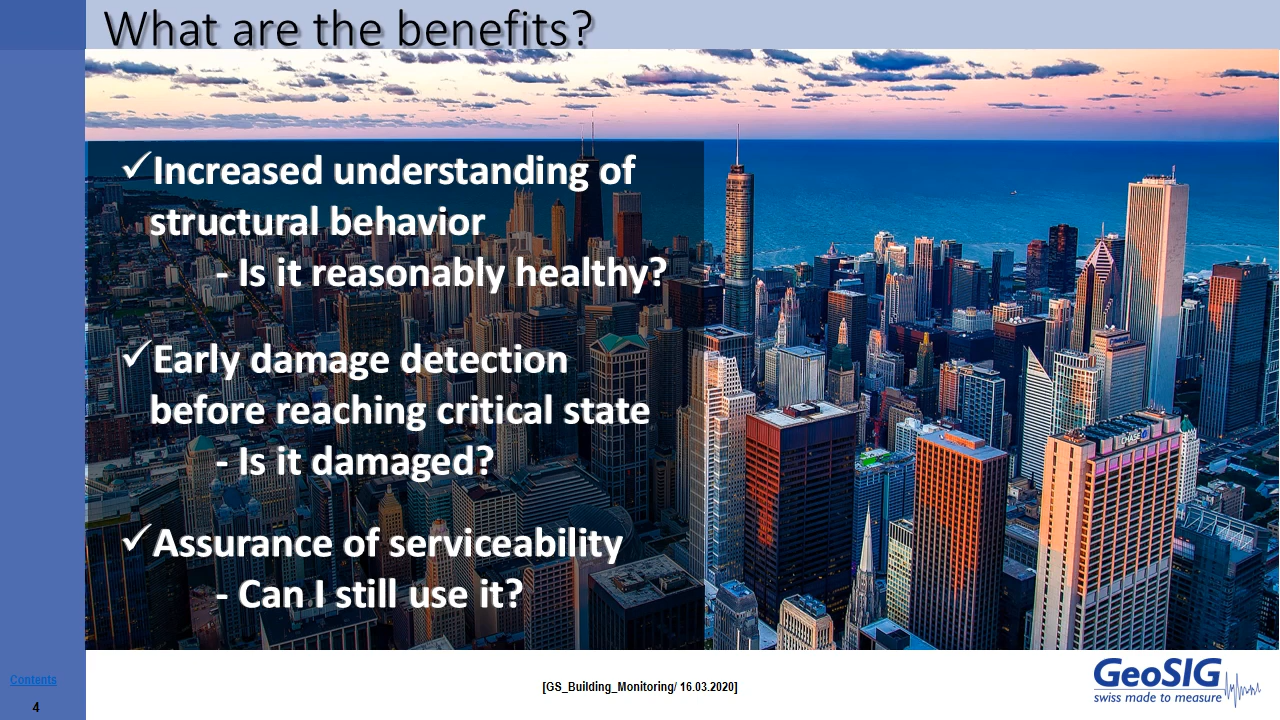 What are the benefits?
✓Increased understanding of
structural behavior
- Is it reasonably healthy?
✓Early damage detection
before reaching critical state
- Is it damaged?
✓Assurance of serviceability
- Can I still use it?
CHASE
Contents
4
[GS_Building_Monitoring/ 16.03.2020]
GeoSIG
swiss made to measure